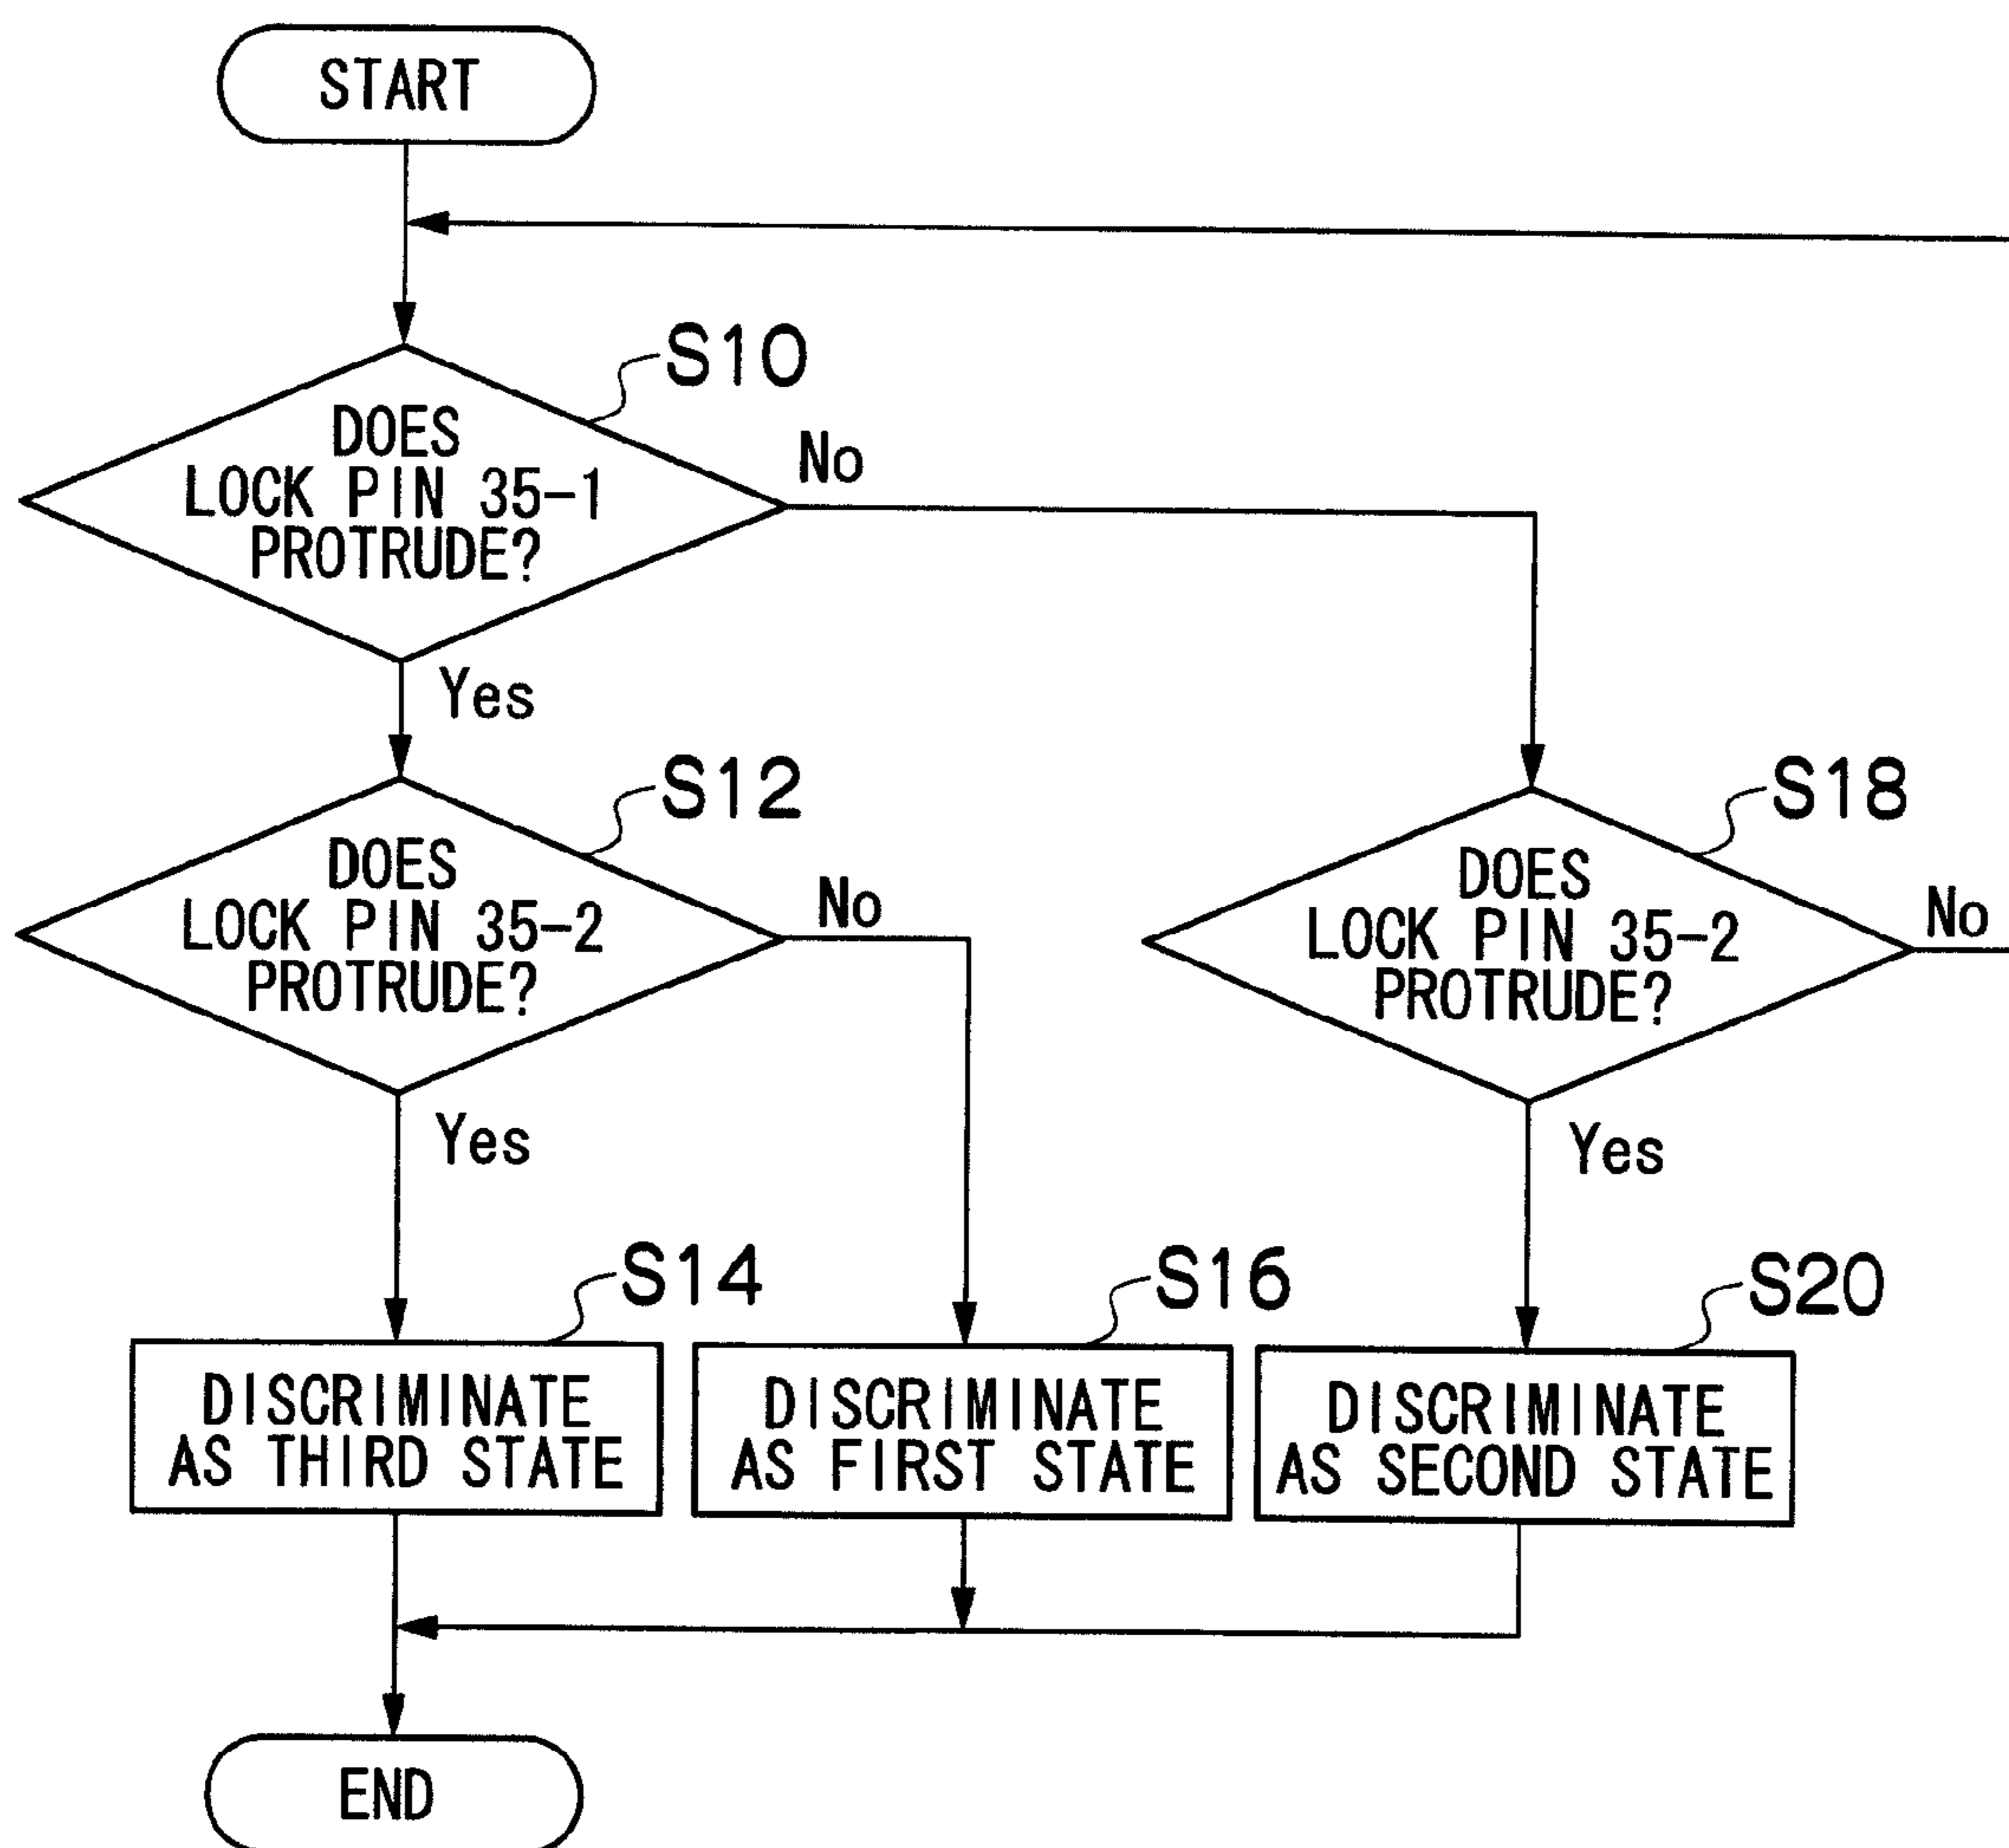 START
S10
DOES
LOCK PIN 35-1
PROTRUDE?
No
Yes
S12
DOES
LOCK PIN 35-2
PROTRUDE?
No
Yes
S18
DOES
LOCK PIN 35-2
PROTRUDE?
No
Yes
S14
DISCRIMINATE
AS THIRD STATE
S16
DISCRIMINATE
AS FIRST STATE
S20
DISCRIMINATE
AS SECOND STATE
END